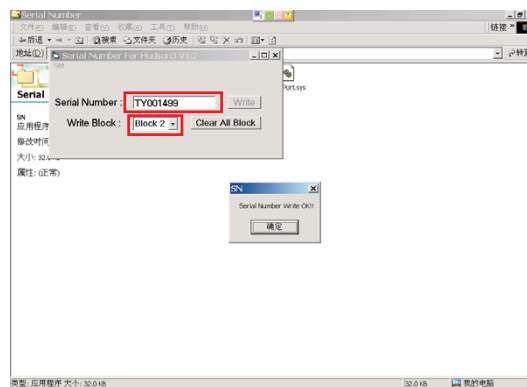 Serial Number
文件(F) 编辑(E) 查看(V) 收藏(A) 工具(T) 帮助(H)
链接 »
后退 搜索 文件夹 历史
地址(D)
转到
Serial Number For Hudson3 V1.2
Set
Serial Number : TY001499 Write
Write Block : Block 2 Clear All Block
Serial
Port.sys
SN
应用程序
修改时间
大小: 32.0 KB
属性: (正常)
SN
Serial Number Write OK!!
确定
类型: 应用程序 大小: 32.0 KB
32.0 KB
我的电脑